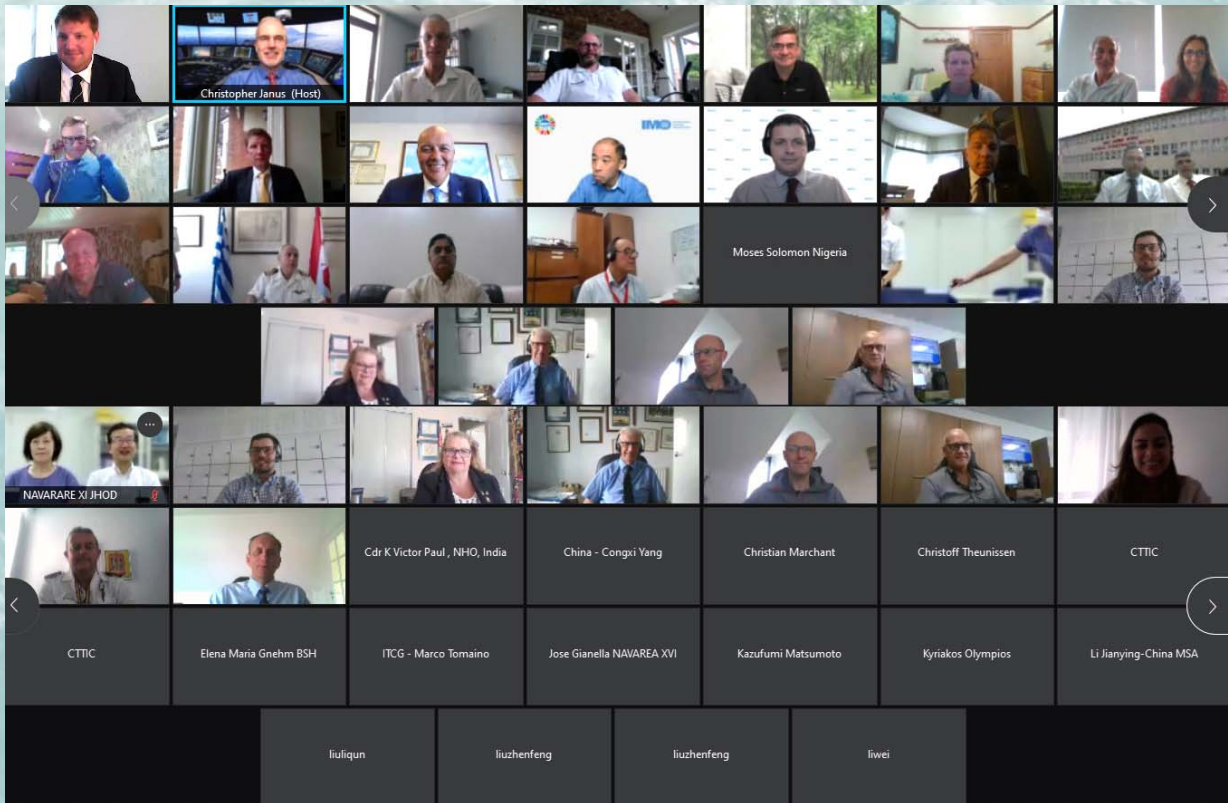 Christopher Janus (Host)
IMO
Moses Solomon Nigeria
NAVARARE XI JHOD
Cdr K Victor Paul , NHO, India
China - Congxi Yang
Christian Marchant
Christoff Theunissen
CTTIC
CTTIC
Elena Maria Gnehm BSH
ITCG - Marco Tomaino
Jose Gianella NAVAREA XVI
Kazufumi Matsumoto
Kyriakos Olympios
Li Jianying-China MSA
liuliqun
liuzhenfeng
liuzhenfeng
liwei